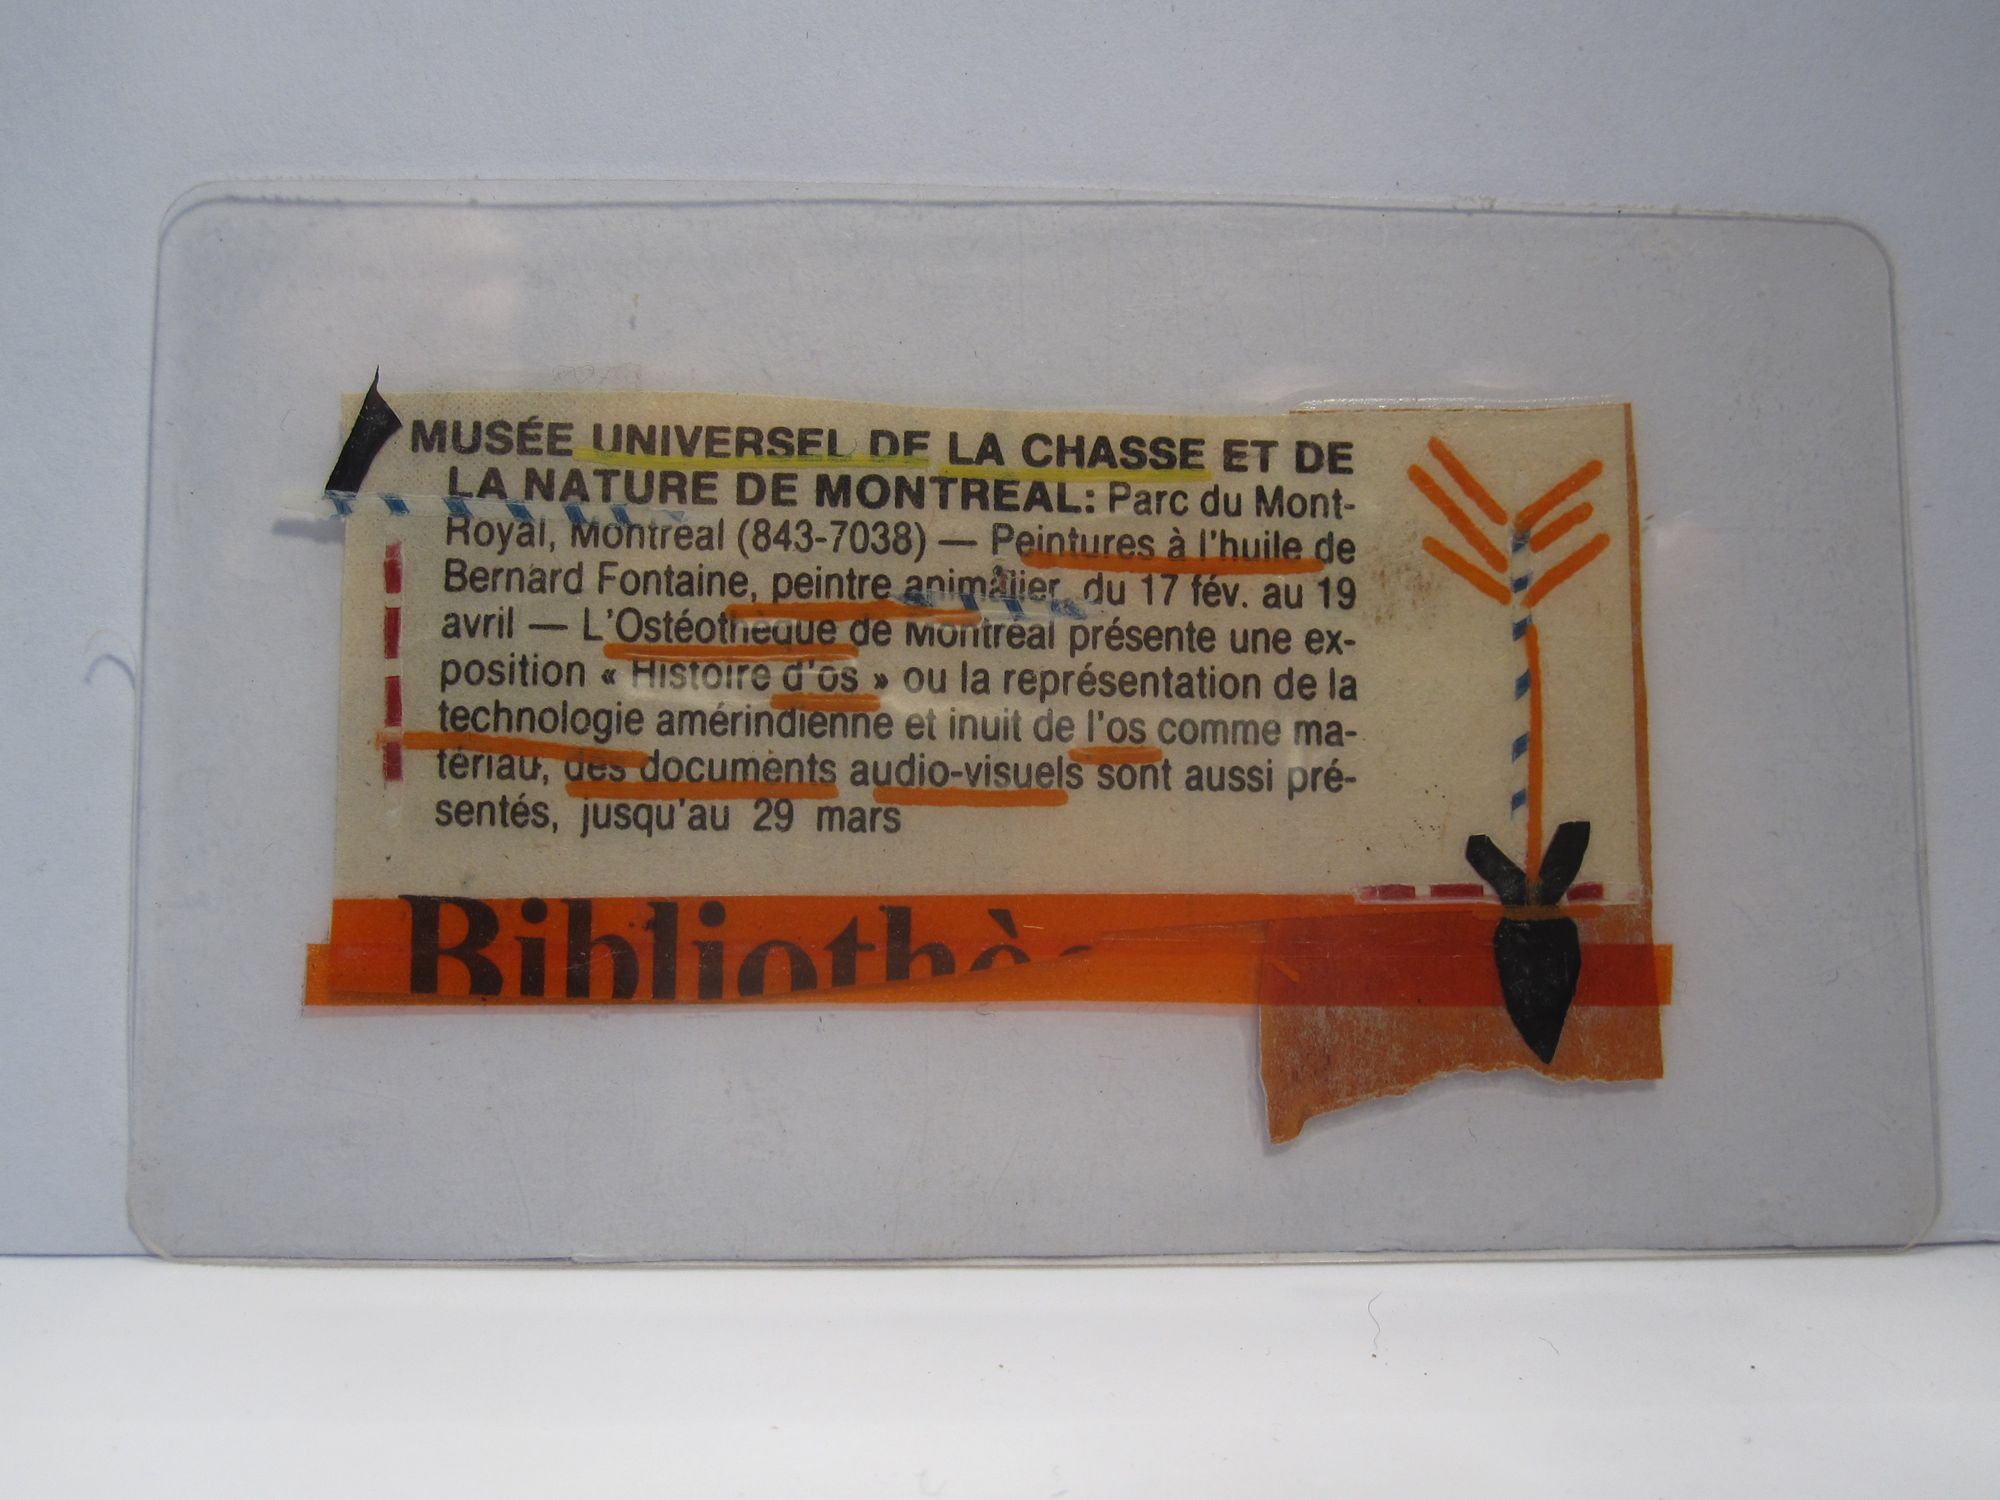 MUSÉE UNIVERSEL DE LA CHASSE ET DE
LA NATURE DE MONTRÉAL: Parc du Mont-
Royal, Montréal (843-7038) — Peintures à l'huile de
Bernard Fontaine, peintre animalier, du 17 fév. au 19
avril — L'Ostéothèque de Montréal présente une ex-
position « Histoire d'os » ou la représentation de la
technologie amérindienne et inuit de l'os comme ma-
tériau, des documents audio-visuels sont aussi pré-
sentés, jusqu'au 29 mars
Bibliothè